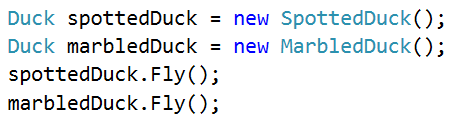 Duck spottedDuck = new SpottedDuck();
Duck marbledDuck = new MarbledDuck();
spottedDuck.Fly();
marbledDuck.Fly();